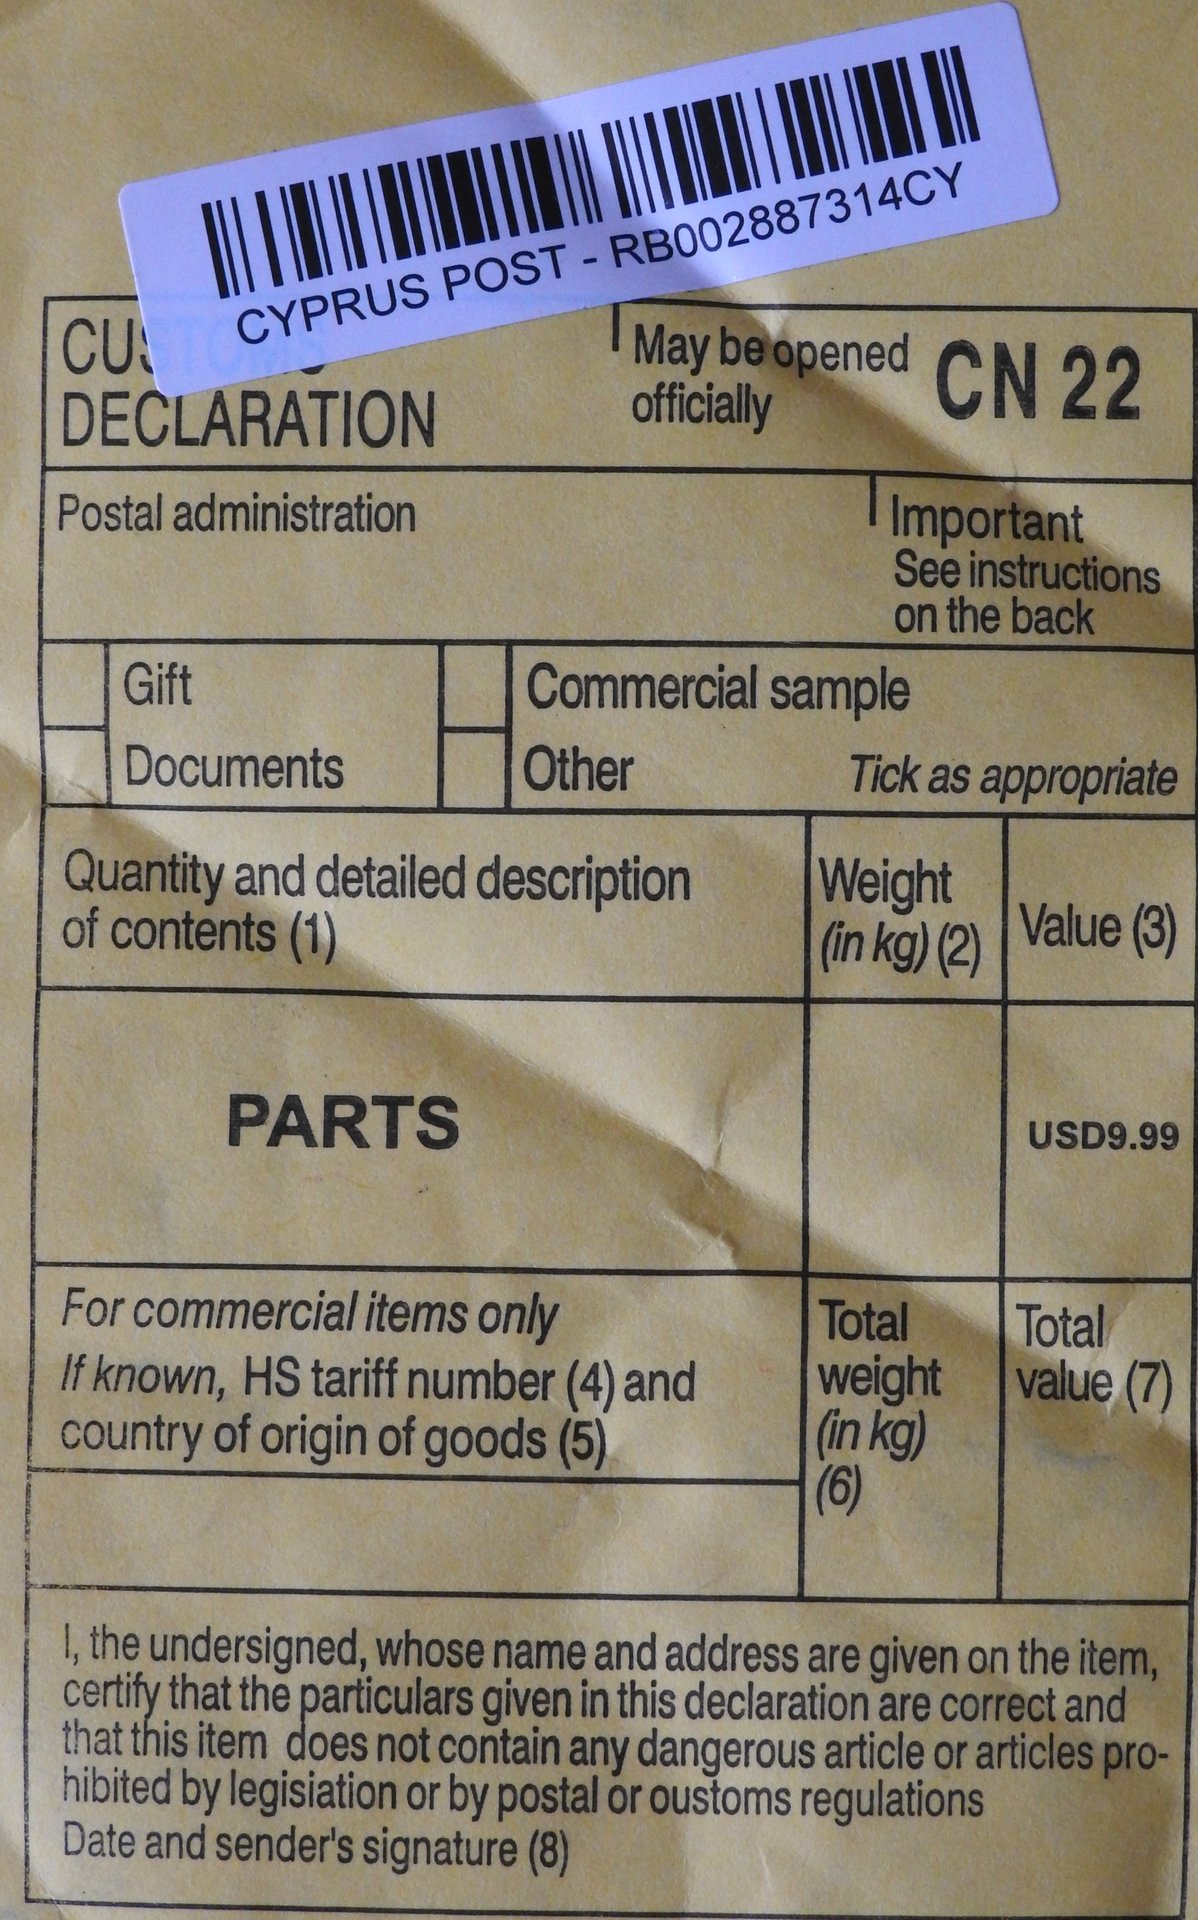 CYPRUS POST - RB002887314CY
CUSTOMS
DECLARATION
May be opened
officially
CN 22
Postal administration
Important
See instructions
on the back
Gift
Commercial sample
Documents
Other
Tick as appropriate
Quantity and detailed description
of contents (1)
Weight
(in kg) (2)
Value (3)
PARTS
USD9.99
For commercial items only
If known, HS tariff number (4) and
country of origin of goods (5)
Total
weight
(in kg)
(6)
Total
value (7)
I, the undersigned, whose name and address are given on the item,
certify that the particulars given in this declaration are correct and
that this item does not contain any dangerous article or articles pro-
hibited by legisiation or by postal or oustoms regulations
Date and sender's signature (8)